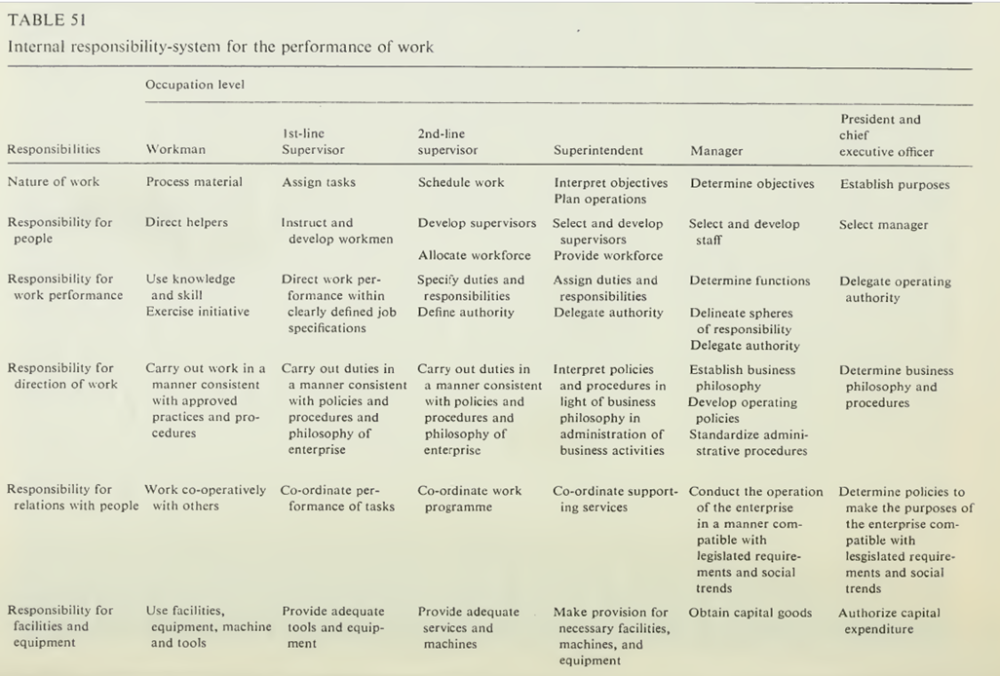 TABLE 51
Internal responsibility-system for the performance of work
Occupation level
Responsibilities
Workman
1st-line
Supervisor
2nd-line
supervisor
Superintendent
Manager
President and
chief
executive officer
Nature of work
Process material
Assign tasks
Schedule work
Interpret objectives
Plan operations
Determine objectives
Establish purposes
Responsibility for
people
Direct helpers
Instruct and
develop workmen
Develop supervisors
Allocate workforce
Select and develop
supervisors
Provide workforce
Select and develop
staff
Select manager
Responsibility for
work performance
Use knowledge
and skill
Exercise initiative
Direct work per-
formance within
clearly defined job
specifications
Specify duties and
responsibilities
Define authority
Assign duties and
responsibilities
Delegate authority
Determine functions
Delineate spheres
of responsibility
Delegate authority
Delegate operating
authority
Responsibility for
direction of work
Carry out work in a
manner consistent
with approved
practices and pro-
cedures
Carry out duties in
a manner consistent
with policies and
procedures and
philosophy of
enterprise
Carry out duties in
a manner consistent
with policies and
procedures and
philosophy of
enterprise
Interpret policies
and procedures in
light of business
philosophy in
administration of
business activities
Establish business
philosophy
Develop operating
policies
Standardize admini-
strative procedures
Determine business
philosophy and
procedures
Responsibility for
relations with people
Work co-operatively
with others
Co-ordinate per-
formance of tasks
Co-ordinate work
programme
Co-ordinate support-
ing services
Conduct the operation
of the enterprise
in a manner com-
patible with
legislated require-
ments and social
trends
Determine policies to
make the purposes of
the enterprise com-
patible with
lesgislated require-
ments and social
trends
Responsibility for
facilities and
equipment
Use facilities,
equipment, machine
and tools
Provide adequate
tools and equip-
ment
Provide adequate
services and
machines
Make provision for
necessary facilities,
machines, and
equipment
Obtain capital goods
Authorize capital
expenditure